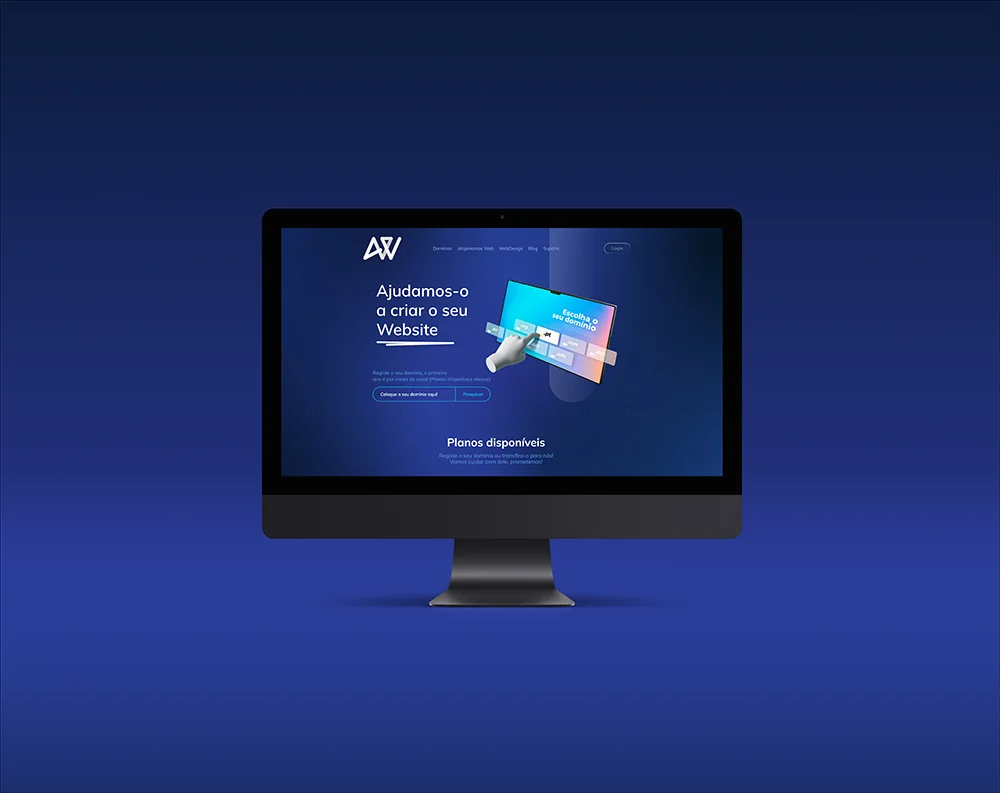 AW
Domínios Alojamentos Web WebDesign Blog Suporte Login
Ajudamos-o
a criar o seu
Website
Escolha o
seu domínio
.pt
Registe o seu domínio, o primeiro
ano é por conta da casa! (Planos disponíveis abaixo)
Coloque o seu domínio aqui! Pesquisar
Planos disponíveis
Registe o seu domínio ou transfira-o para nós!
Vamos cuidar bem dele, prometemos!